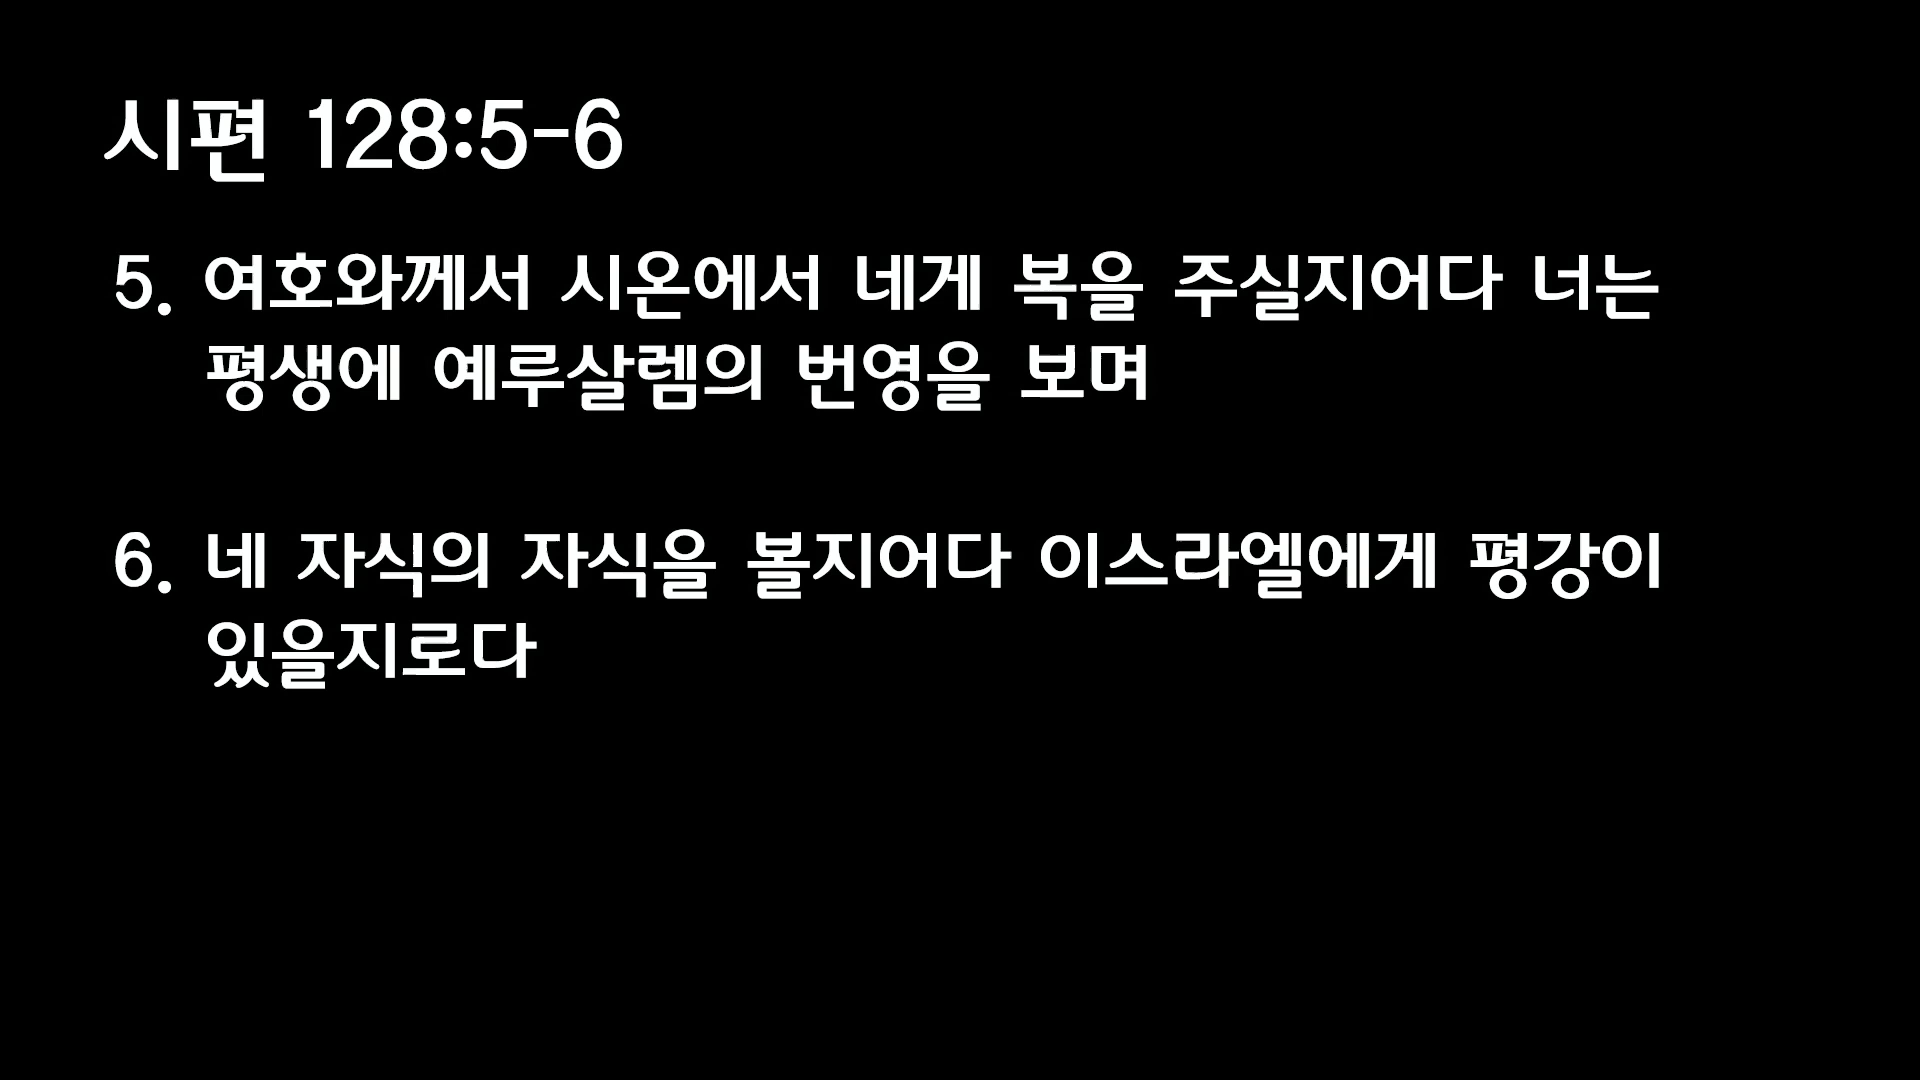 시편 128:5-6
5. 여호와께서 시온에서 네게 복을 주실지어다 너는
평생에 예루살렘의 번영을 보며
6. 네 자식의 자식을 볼지어다 이스라엘에게 평강이
있을지로다